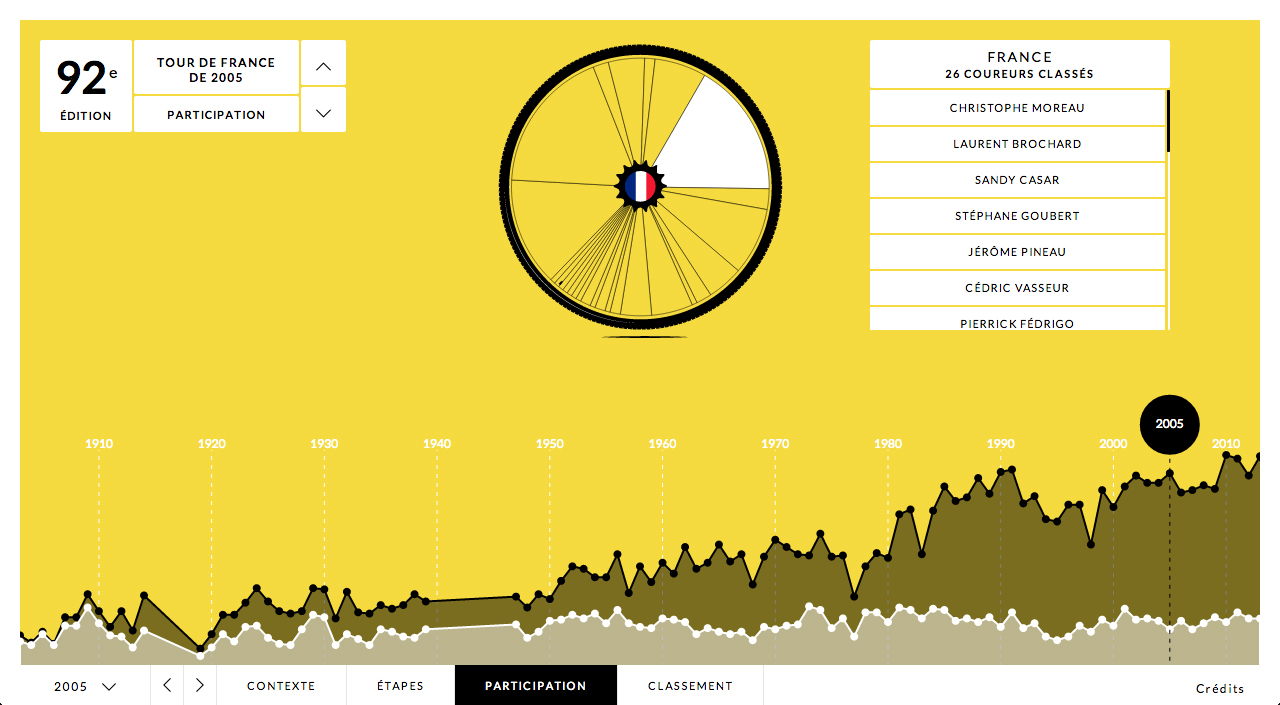 92e
ÉDITION
TOUR DE FRANCE
DE 2005
PARTICIPATION
FRANCE
26 COUREURS CLASSÉS
CHRISTOPHE MOREAU
LAURENT BROCHARD
SANDY CASAR
STÉPHANE GOUBERT
JÉRÔME PINEAU
CÉDRIC VASSEUR
PIERRICK FÉDRIGO
2005
1910 1920 1930 1940 1950 1960 1970 1980 1990 2000 2010
2005 CONTEXTE ÉTAPES PARTICIPATION CLASSEMENT Crédits